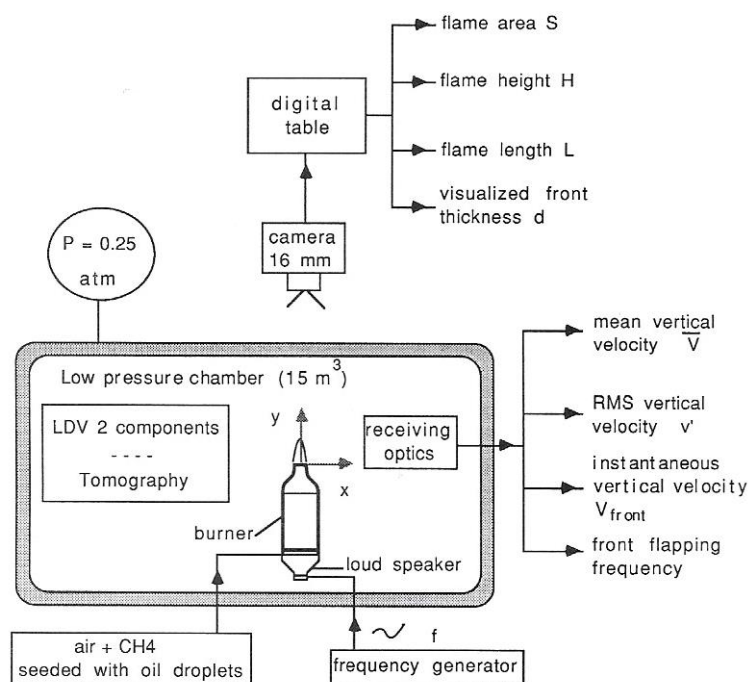 flame area S
flame height H
digital
table
flame length L
visualized front
thickness d
P = 0.25
atm
camera
16 mm
mean vertical
velocity V̅
Low pressure chamber (15 m³)
y
LDV 2 components
- - - -
Tomography
receiving
optics
RMS vertical
velocity v'
x
instantaneous
vertical velocity
V_front
burner
loud speaker
front flapping
frequency
air + CH4
seeded with oil droplets
f
frequency generator